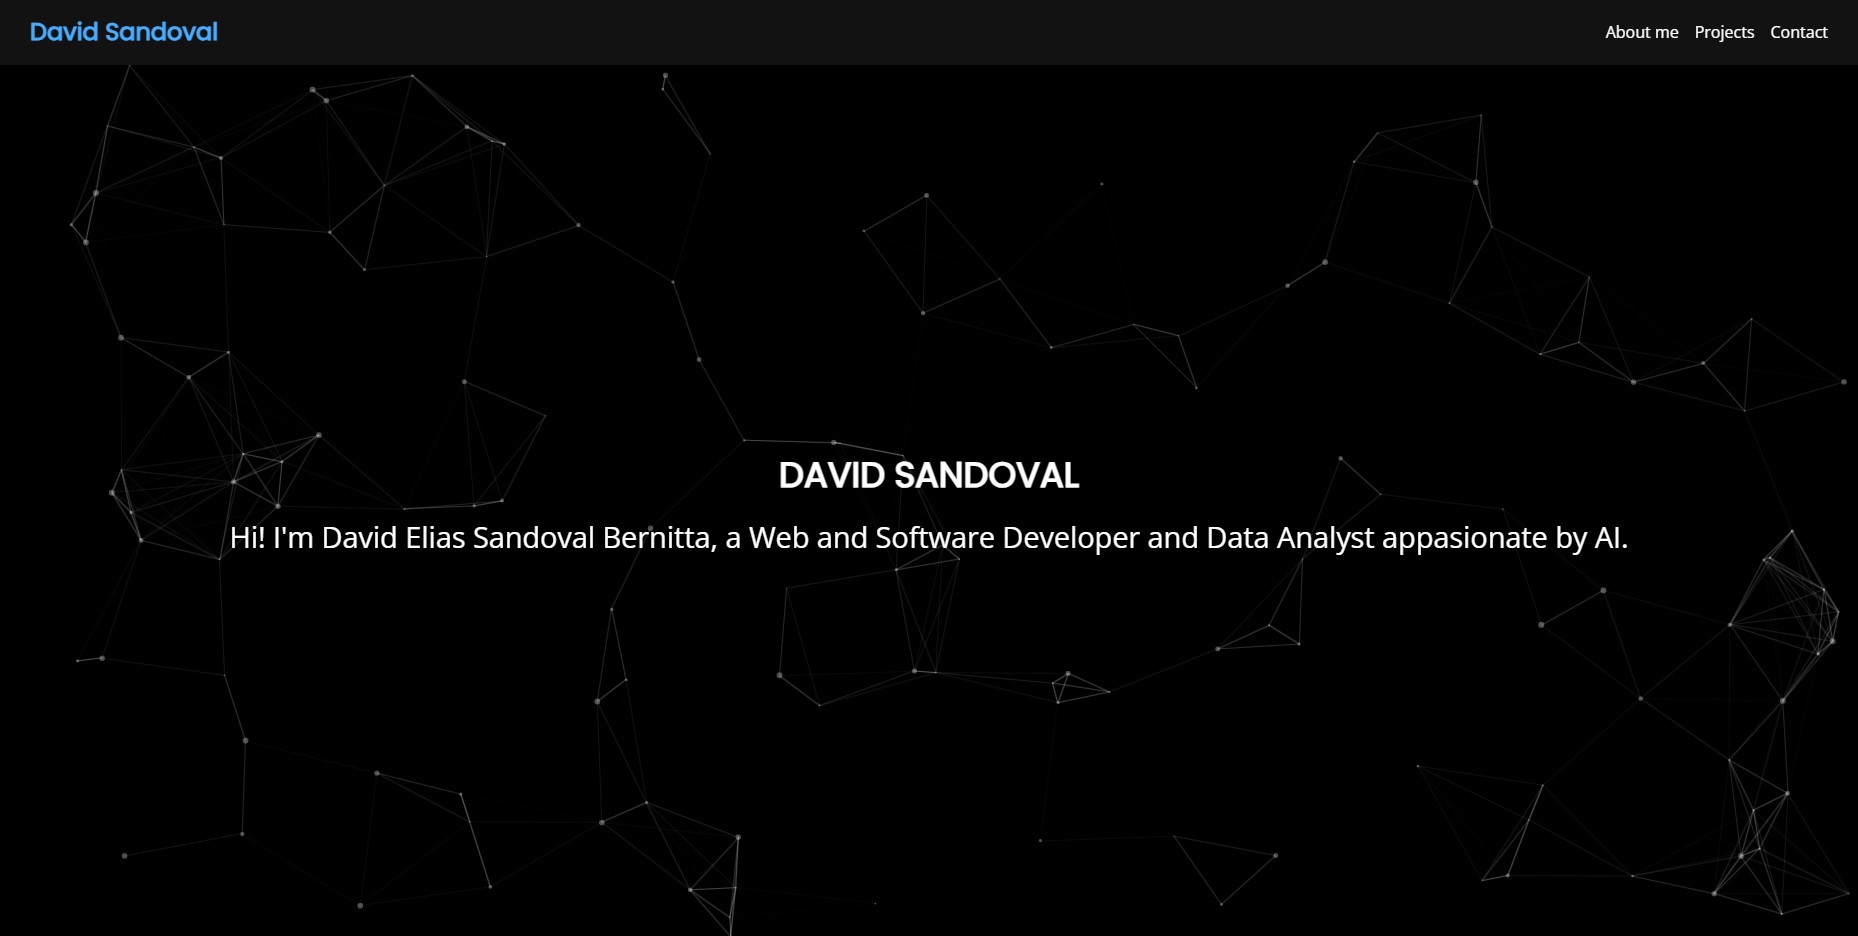 David Sandoval
About me Projects Contact
DAVID SANDOVAL
Hi! I'm David Elias Sandoval Bernitta, a Web and Software Developer and Data Analyst appasionate by AI.